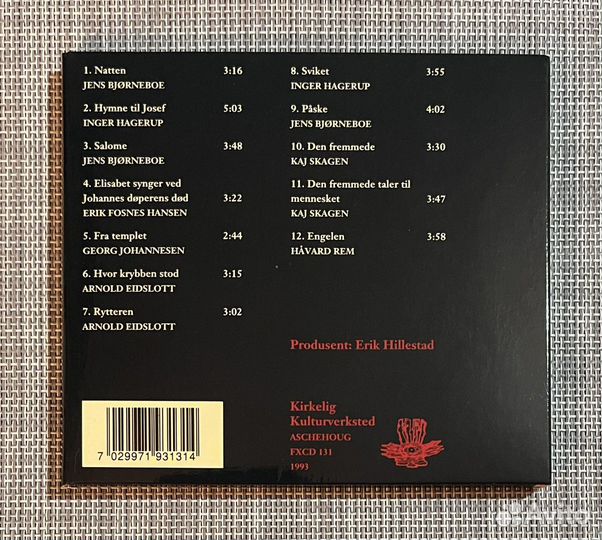 1. Natten 3:16
JENS BJØRNEBOE
2. Hymne til Josef 5:03
INGER HAGERUP
3. Salome 3:48
JENS BJØRNEBOE
4. Elisabet synger ved
Johannes døperens død 3:22
ERIK FOSNES HANSEN
5. Fra templet 2:44
GEORG JOHANNESEN
6. Hvor krybben stod 3:15
ARNOLD EIDSLOTT
7. Rytteren 3:02
ARNOLD EIDSLOTT
8. Sviket 3:55
INGER HAGERUP
9. Påske 4:02
JENS BJØRNEBOE
10. Den fremmede 3:30
KAJ SKAGEN
11. Den fremmede taler til
mennesket 3:47
KAJ SKAGEN
12. Engelen 3:58
HÅVARD REM
Produsent: Erik Hillestad
Kirkelig
Kulturverksted
ASCHEHOUG
FXCD 131
1993
7 029971 931314
Avito